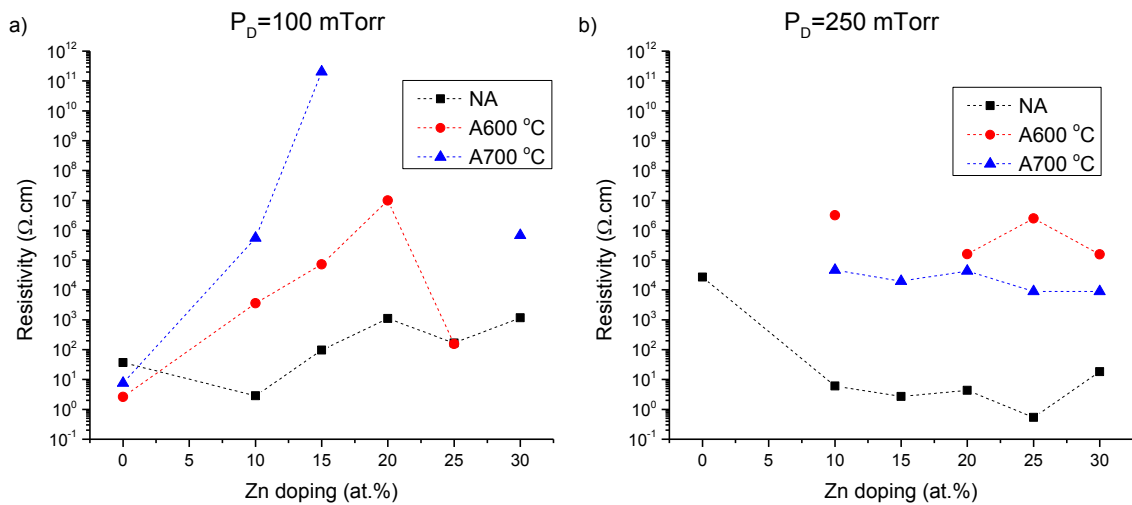 a)
P_D=100 mTorr
10^12
10^11
10^10
10^9
10^8
10^7
10^6
10^5
10^4
10^3
10^2
10^1
10^0
10^-1
Resistivity (Ω.cm)
NA
A600 °C
A700 °C
0 5 10 15 20 25 30
Zn doping (at.%)
b)
P_D=250 mTorr
10^12
10^11
10^10
10^9
10^8
10^7
10^6
10^5
10^4
10^3
10^2
10^1
10^0
10^-1
Resistivity (Ω.cm)
NA
A600 °C
A700 °C
0 5 10 15 20 25 30
Zn doping (at.%)